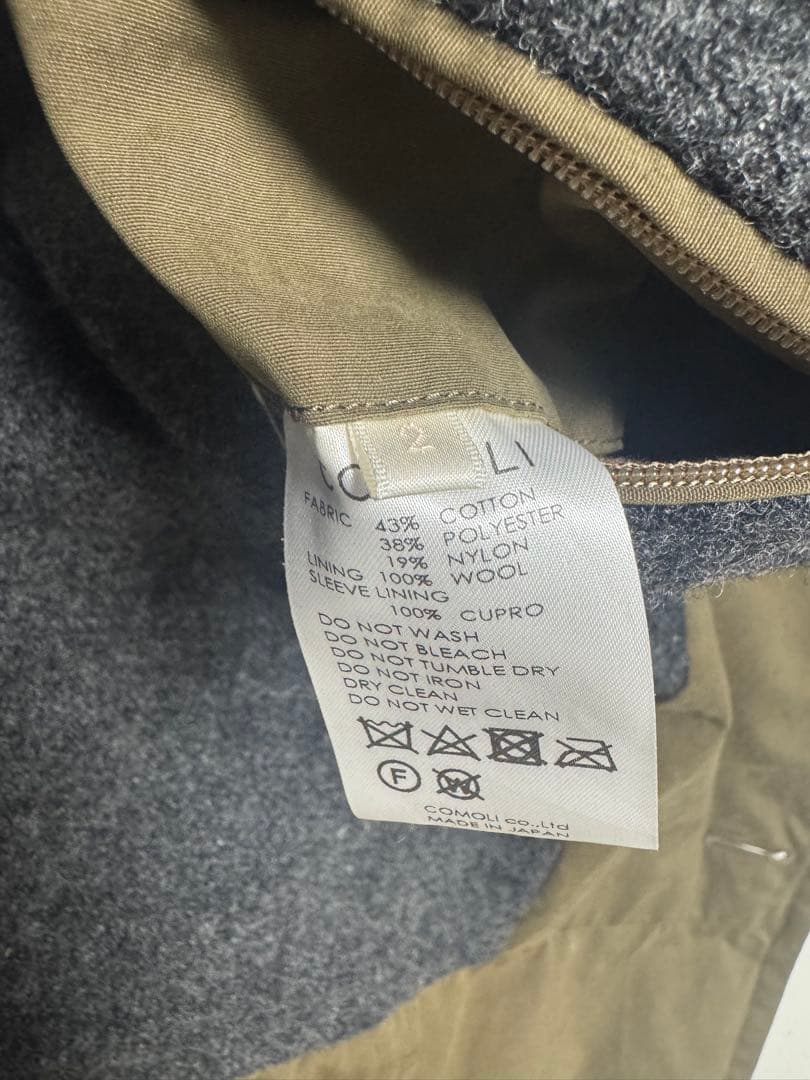 2
CO LI
FABRIC 43% COTTON
38% POLYESTER
19% NYLON
LINING 100% WOOL
SLEEVE LINING
100% CUPRO
DO NOT WASH
DO NOT BLEACH
DO NOT TUMBLE DRY
DO NOT IRON
DRY CLEAN
DO NOT WET CLEAN
F W
COMOLI co.,Ltd
MADE IN JAPAN